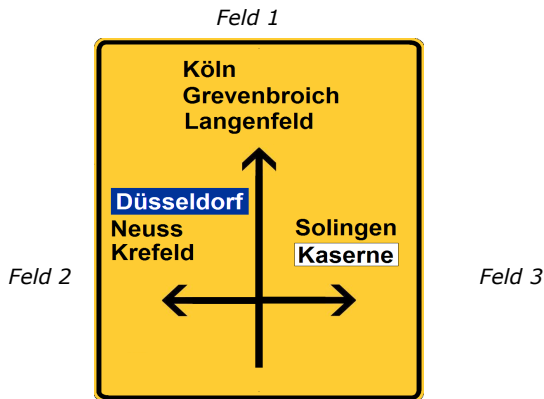 Feld 1
Köln
Grevenbroich
Langenfeld
Düsseldorf
Neuss
Krefeld
Solingen
Kaserne
Feld 2
Feld 3